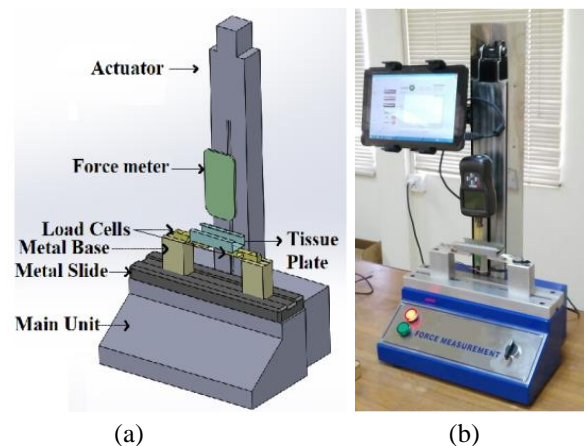 Actuator
Force meter
Load Cells
Metal Base
Metal Slide
Tissue
Plate
Main Unit
FORCE MEASUREMENT
(a)
(b)